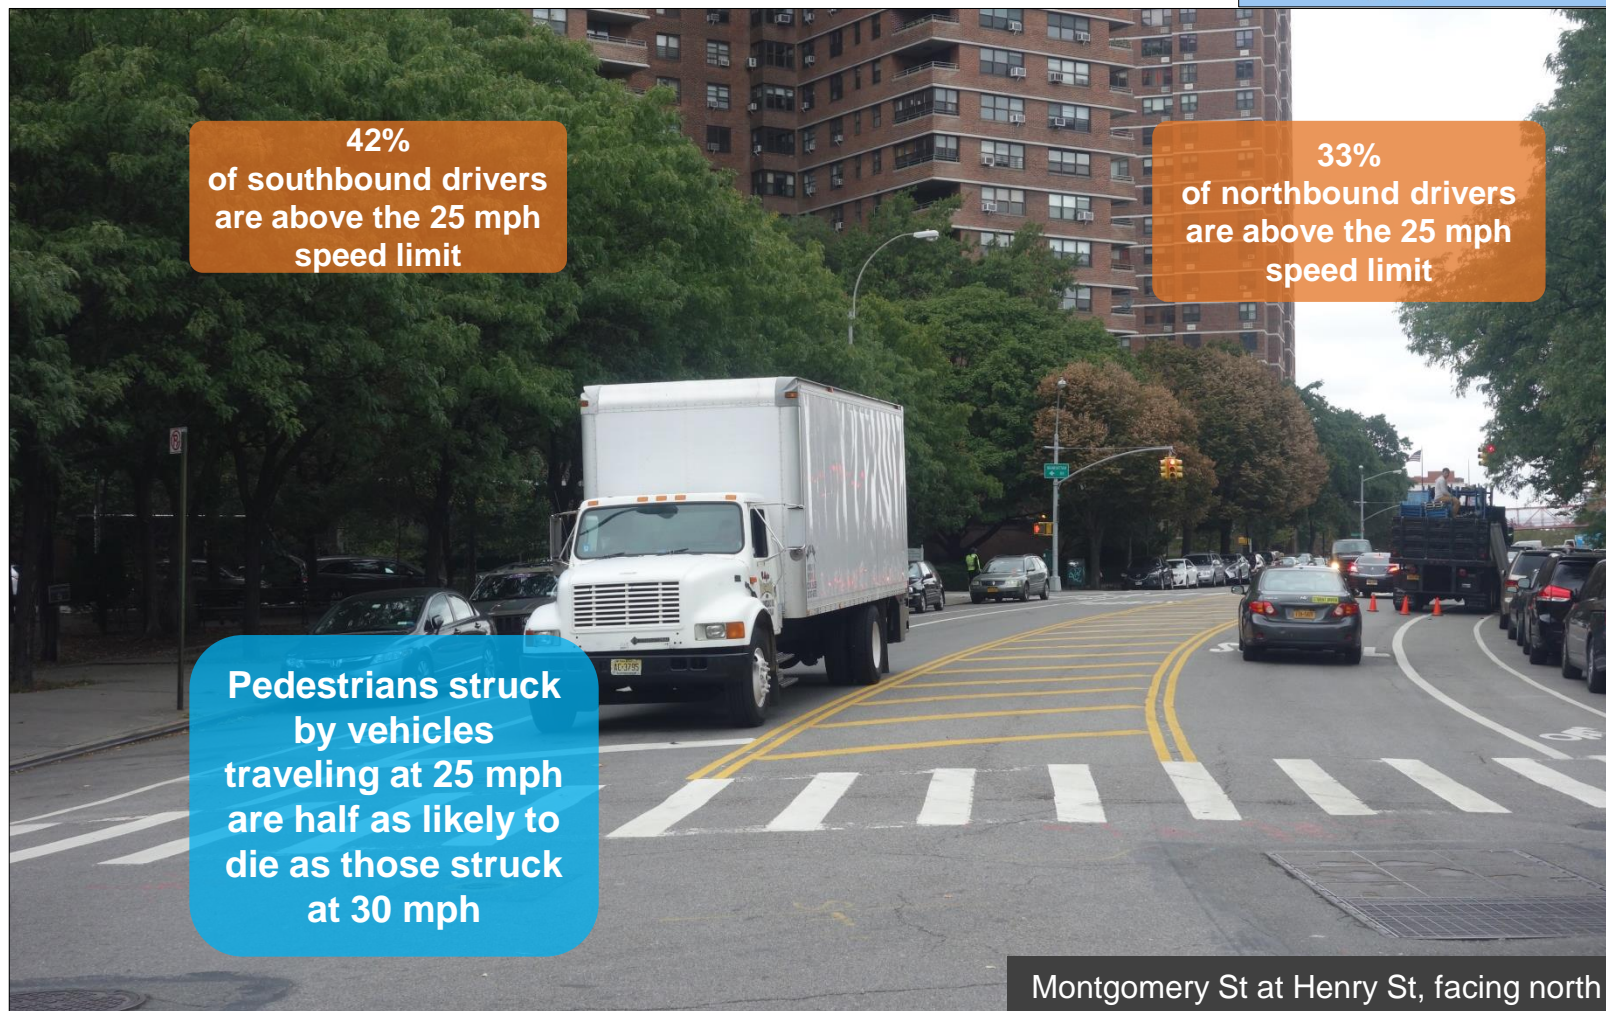 42%
of southbound drivers
are above the 25 mph
speed limit
33%
of northbound drivers
are above the 25 mph
speed limit
Pedestrians struck
by vehicles
traveling at 25 mph
are half as likely to
die as those struck
at 30 mph
Montgomery St at Henry St, facing north